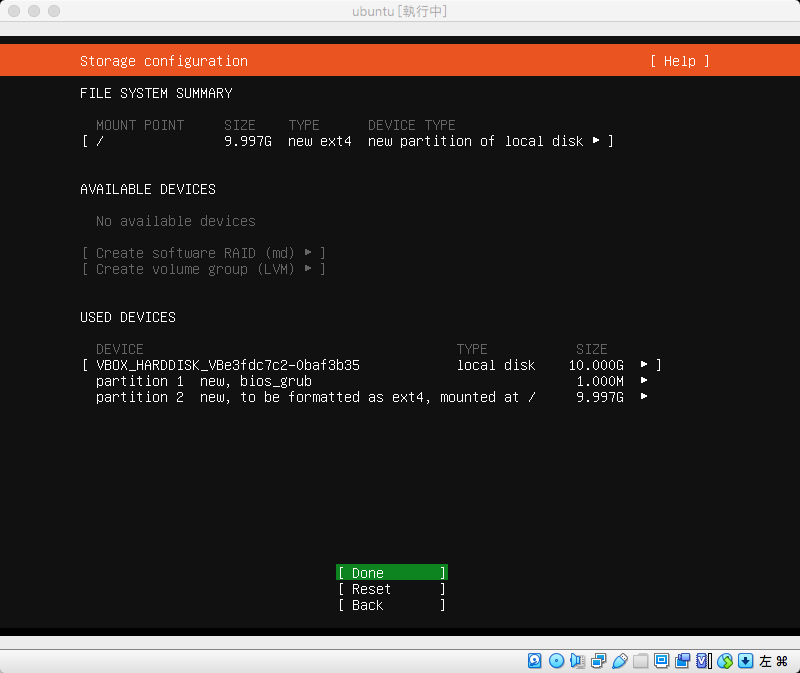 ubuntu [執行中]
Storage configuration [ Help ]
FILE SYSTEM SUMMARY
MOUNT POINT SIZE TYPE DEVICE TYPE
[ / 9.997G new ext4 new partition of local disk ▸ ]
AVAILABLE DEVICES
No available devices
[ Create software RAID (md) ▸ ]
[ Create volume group (LVM) ▸ ]
USED DEVICES
DEVICE TYPE SIZE
[ VBOX_HARDDISK_VBe3fdc7c2-0baf3b35 local disk 10.000G ▸ ]
partition 1 new, bios_grub 1.000M ▸
partition 2 new, to be formatted as ext4, mounted at / 9.997G ▸
[ Done ]
[ Reset ]
[ Back ]
左 ⌘